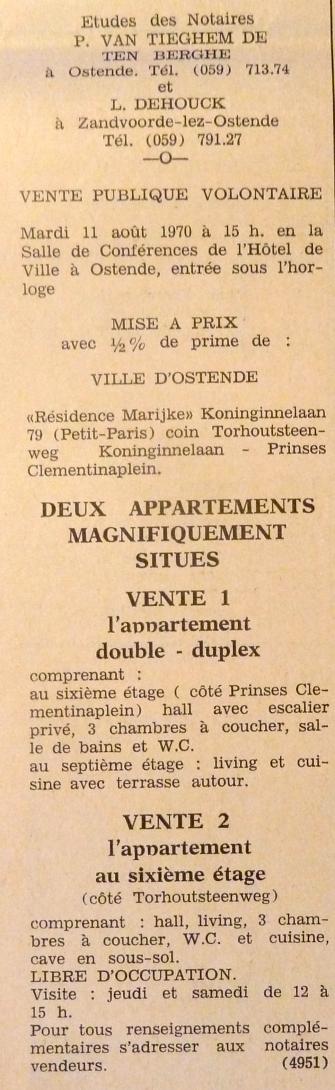 Etudes des Notaires
P. VAN TIEGHEM DE
TEN BERGHE
à Ostende. Tél. (059) 713.74
et
L. DEHOUCK
à Zandvoorde-lez-Ostende
Tél. (059) 791.27
—O—
VENTE PUBLIQUE VOLONTAIRE
Mardi 11 août 1970 à 15 h. en la
Salle de Conférences de l'Hôtel de
Ville à Ostende, entrée sous l'hor-
loge
MISE A PRIX
avec ½% de prime de :
VILLE D'OSTENDE
«Résidence Marijke» Koninginnelaan
79 (Petit-Paris) coin Torhoutsteen-
weg Koninginnelaan - Prinses
Clementinaplein.
DEUX APPARTEMENTS
MAGNIFIQUEMENT
SITUES
VENTE 1
l'appartement
double - duplex
comprenant :
au sixième étage ( côté Prinses Cle-
mentinaplein) hall avec escalier
privé, 3 chambres à coucher, sal-
le de bains et W.C.
au septième étage : living et cui-
sine avec terrasse autour.
VENTE 2
l'appartement
au sixième étage
(côté Torhoutsteenweg)
comprenant : hall, living, 3 cham-
bres à coucher, W.C. et cuisine,
cave en sous-sol.
LIBRE D'OCCUPATION.
Visite : jeudi et samedi de 12 à
15 h.
Pour tous renseignements complé-
mentaires s'adresser aux notaires
vendeurs. (4951)